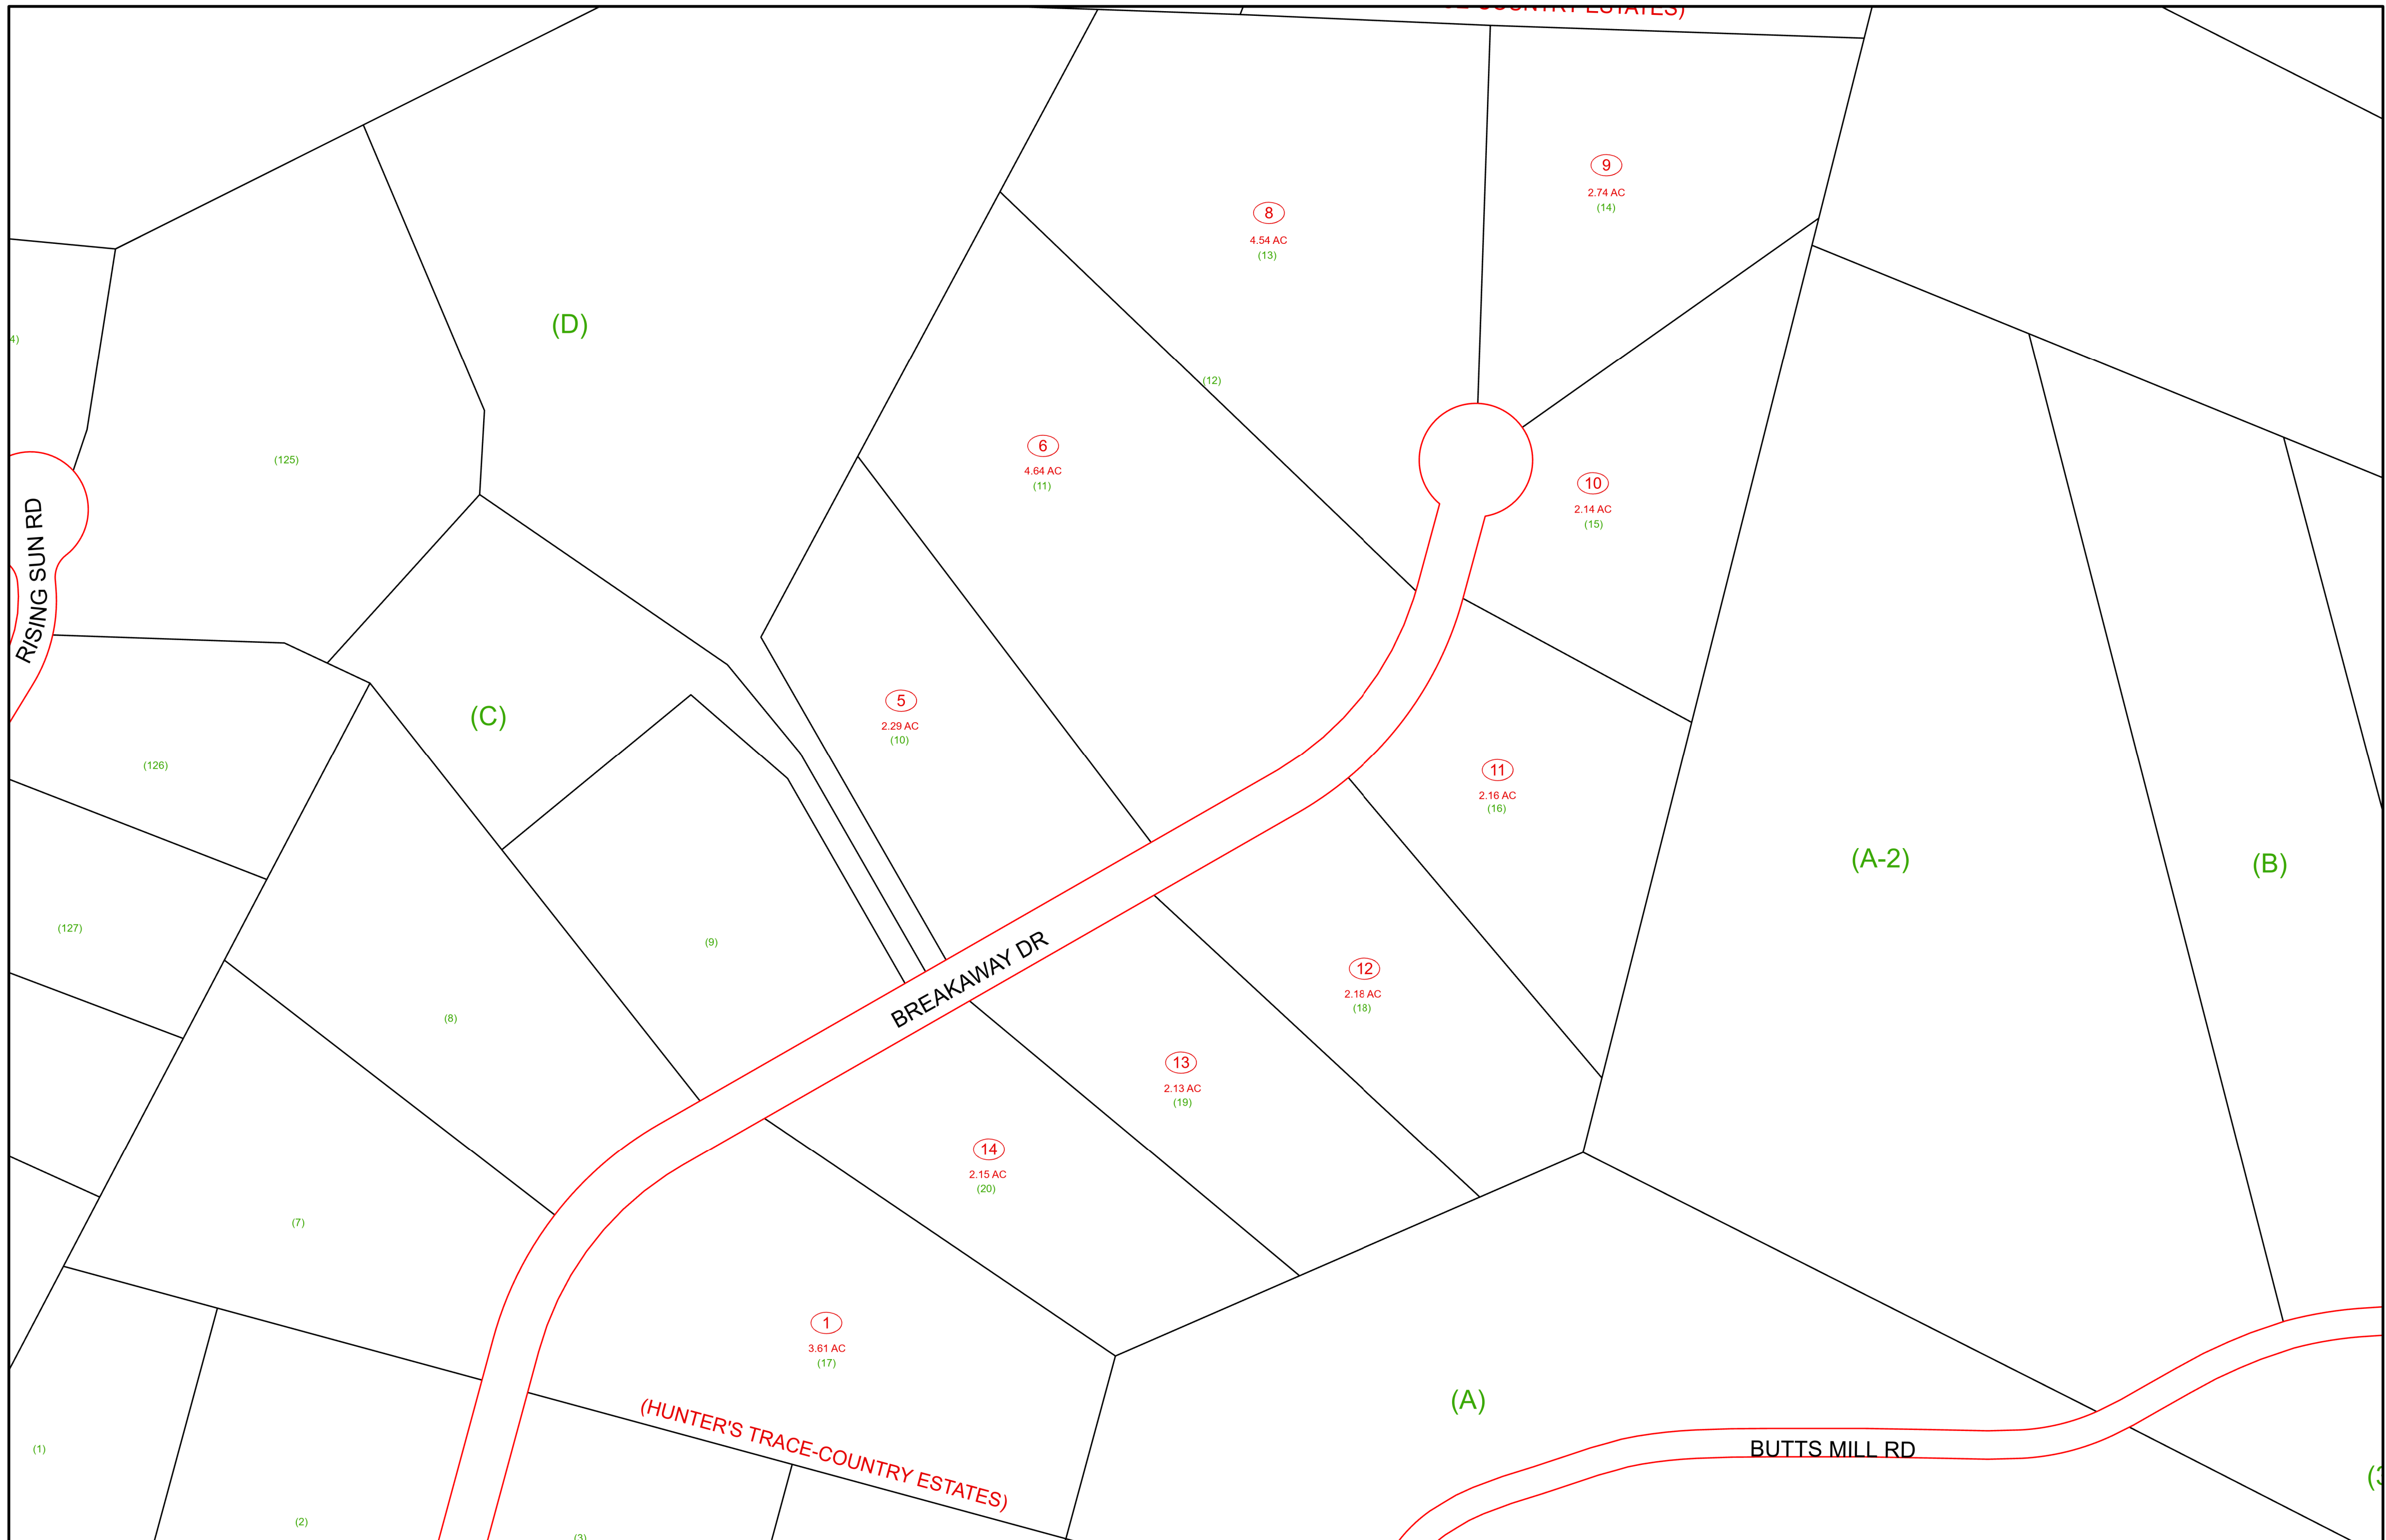 COUNTRY ESTATES)
9
2.74 AC
(14)
8
4.54 AC
(13)
(D)
4)
(12)
6
4.64 AC
(11)
(125)
10
2.14 AC
(15)
RISING SUN RD
5
2.29 AC
(10)
(C)
(126)
11
2.16 AC
(16)
(A-2)
(B)
(127)
(9)
BREAKAWAY DR
12
2.18 AC
(18)
(8)
13
2.13 AC
(19)
14
2.15 AC
(20)
(7)
1
3.61 AC
(17)
(HUNTER'S TRACE-COUNTRY ESTATES)
(A)
(1)
BUTTS MILL RD
(2)
(3)